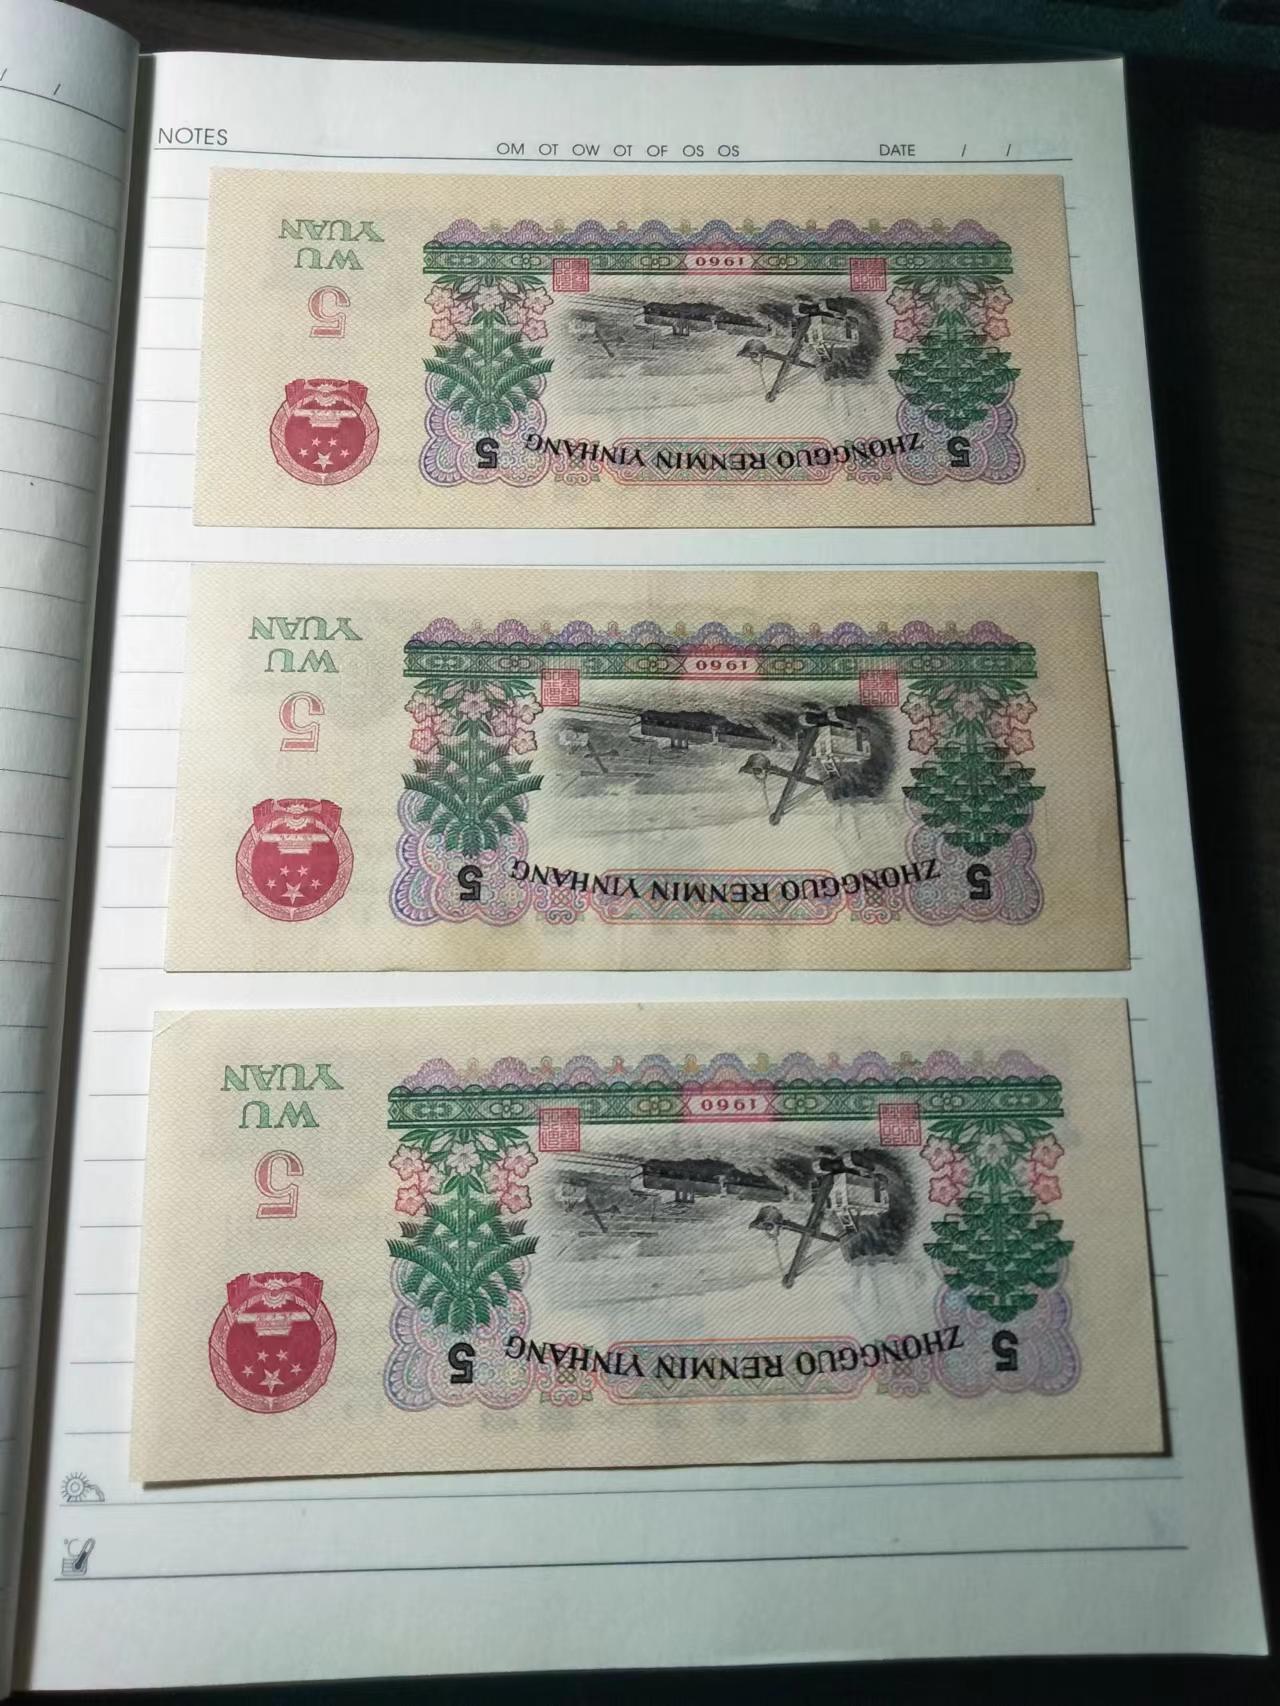 NOTES
OM OT OW OT OF OS OS
DATE / /
WU
YUAN
5
1960
5 ZHONGGUO RENMIN YINHANG 5
WU
YUAN
5
1960
5 ZHONGGUO RENMIN YINHANG 5
WU
YUAN
5
1960
5 ZHONGGUO RENMIN YINHANG 5
°C